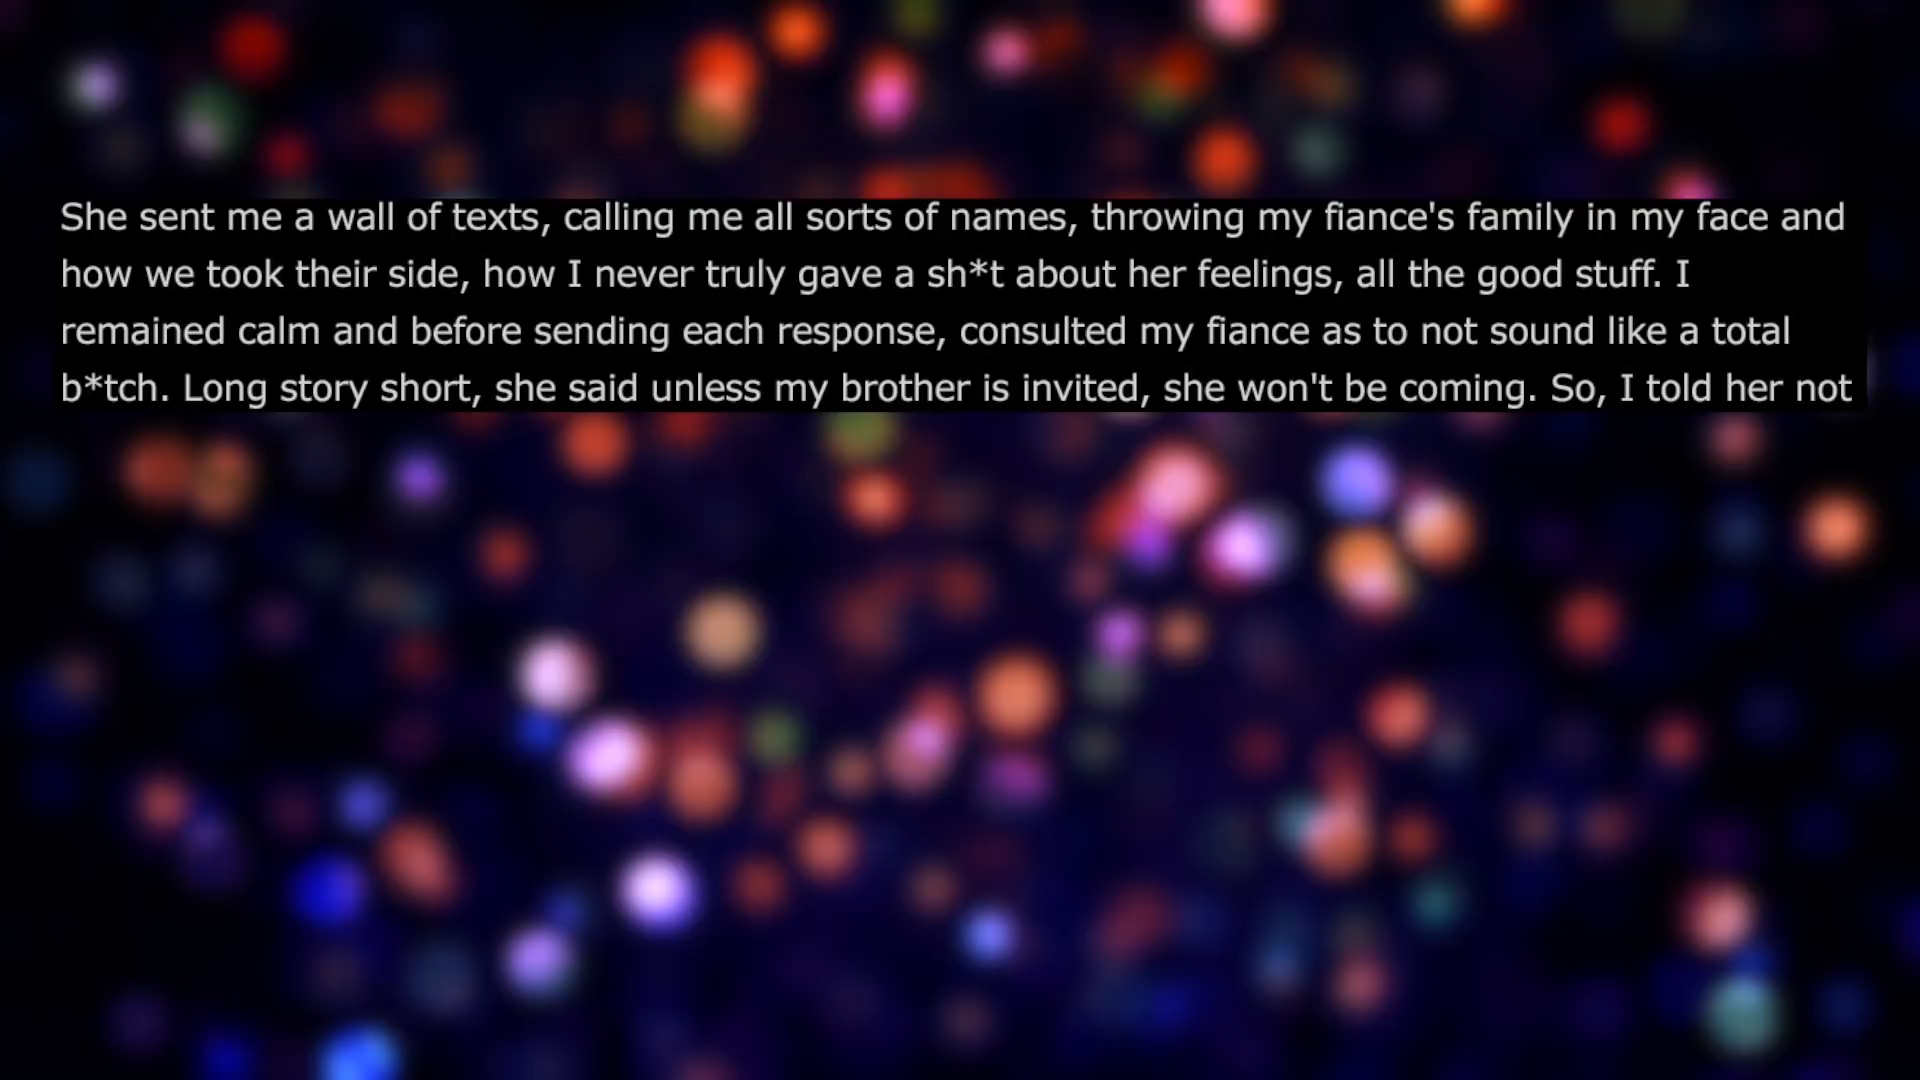 She sent me a wall of texts, calling me all sorts of names, throwing my fiance's family in my face and
how we took their side, how I never truly gave a sh*t about her feelings, all the good stuff. I
remained calm and before sending each response, consulted my fiance as to not sound like a total
b*tch. Long story short, she said unless my brother is invited, she won't be coming. So, I told her not